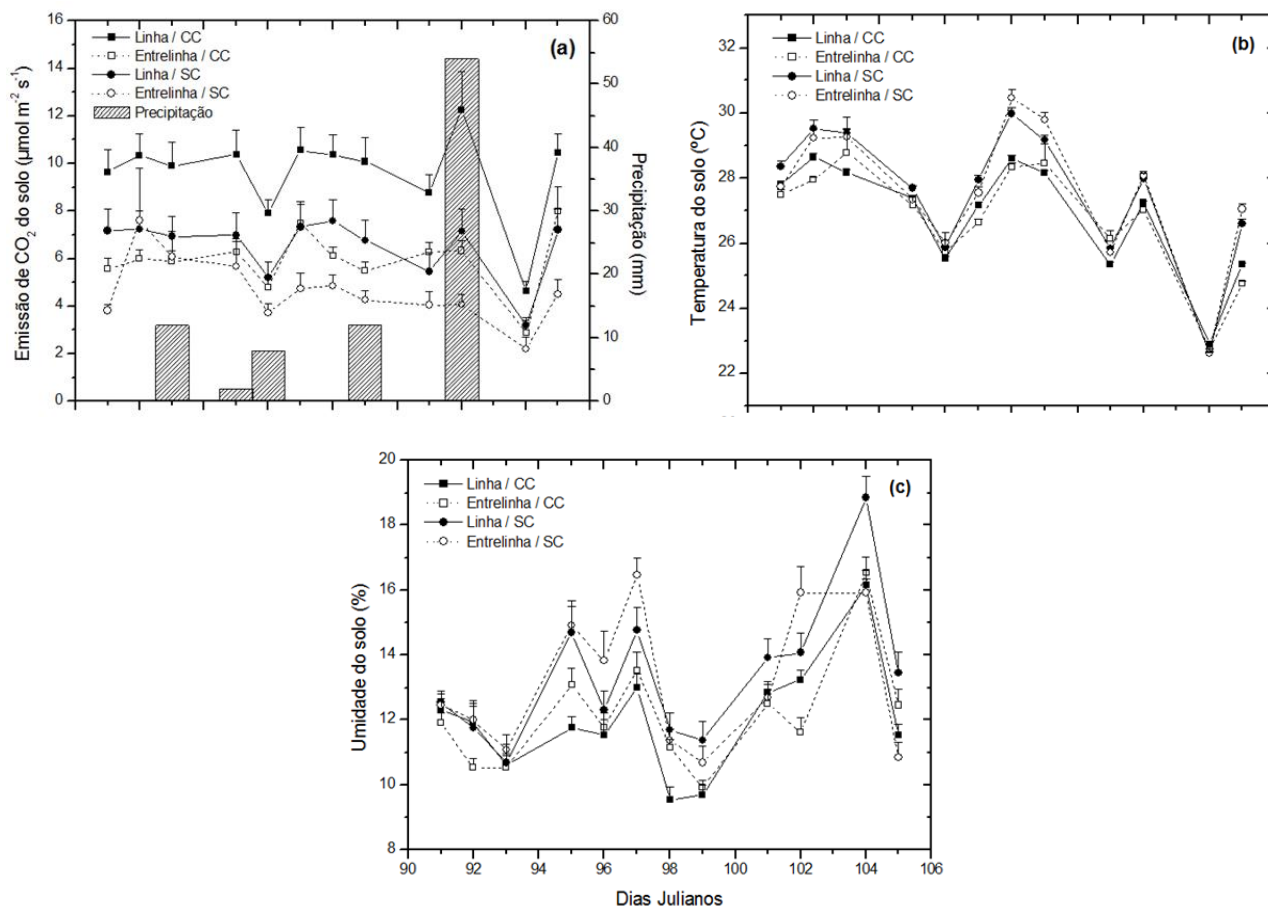 (a)
Linha / CC
Entrelinha / CC
Linha / SC
Entrelinha / SC
Precipitação
Emissão de CO2 do solo (µmol m-2 s-1)
16
14
12
10
8
6
4
2
0
60
50
40
30
20
10
0
Precipitação (mm)
(b)
Linha / CC
Entrelinha / CC
Linha / SC
Entrelinha / SC
Temperatura do solo (ºC)
32
30
28
26
24
22
(c)
Linha / CC
Entrelinha / CC
Linha / SC
Entrelinha / SC
Umidade do solo (%)
20
18
16
14
12
10
8
90 92 94 96 98 100 102 104 106
Dias Julianos